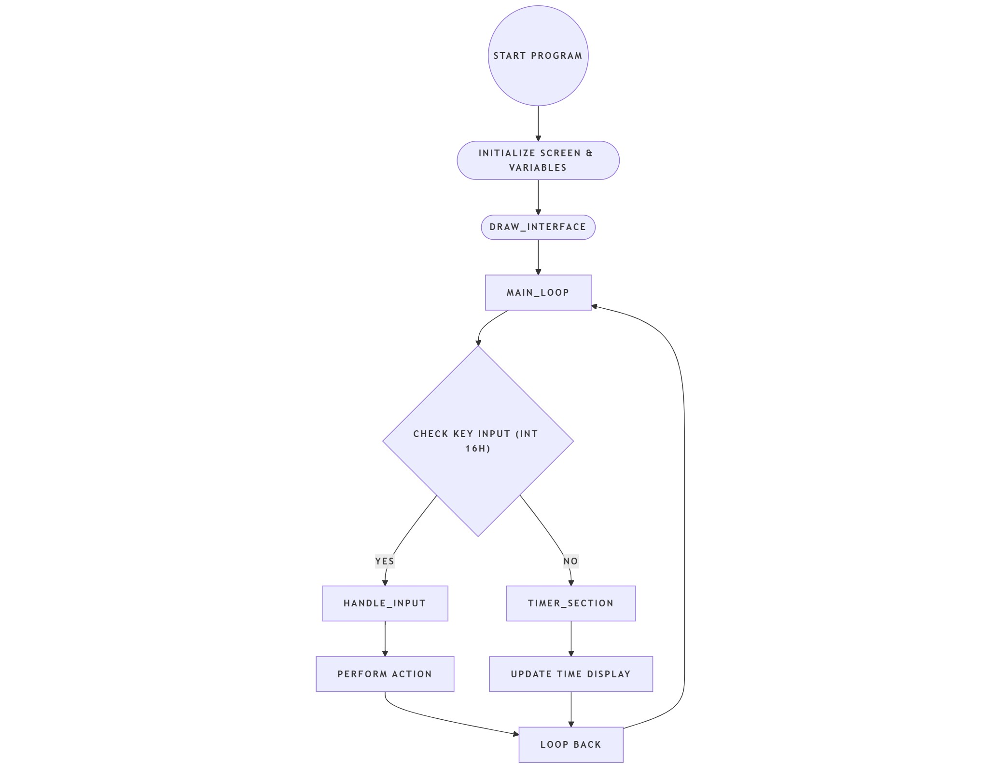 START PROGRAM
INITIALIZE SCREEN &
VARIABLES
DRAW_INTERFACE
MAIN_LOOP
CHECK KEY INPUT (INT
16H)
YES
NO
HANDLE_INPUT
TIMER_SECTION
PERFORM ACTION
UPDATE TIME DISPLAY
LOOP BACK